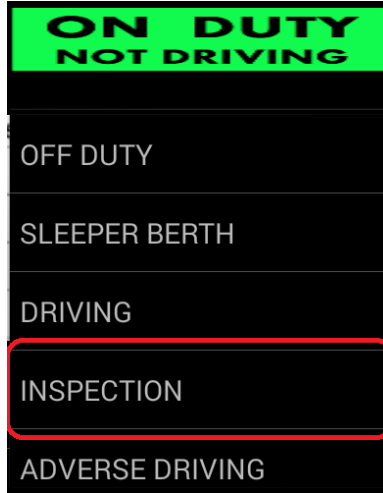 ON DUTY
NOT DRIVING
OFF DUTY
SLEEPER BERTH
DRIVING
INSPECTION
ADVERSE DRIVING